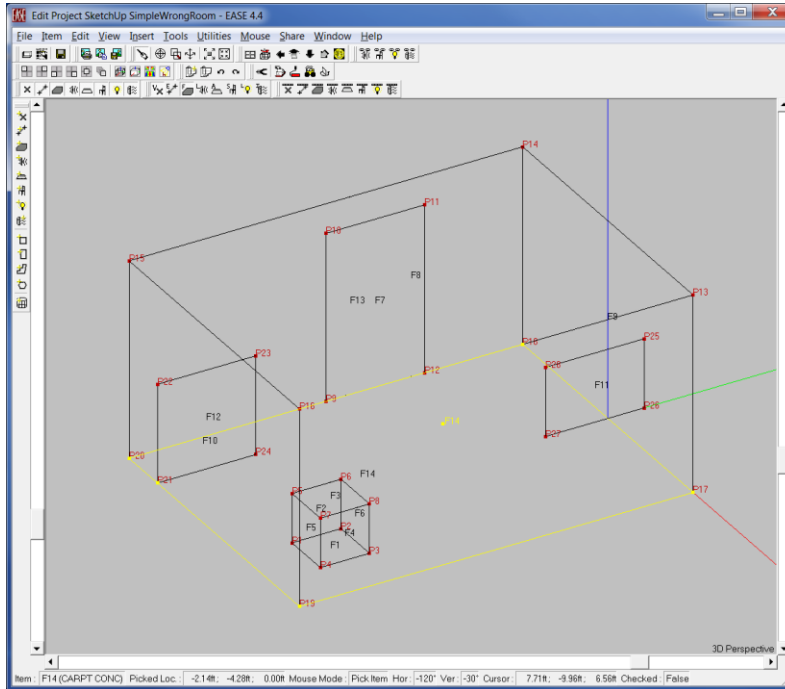 Edit Project SketchUp SimpleWrongRoom - EASE 4.4
File Item Edit View Insert Tools Utilities Mouse Share Window Help
P14
P11
P10
P15
F8
P13
F13 F7
F9
P18
P25
P23
P28
P12
P22
F11
P9
P16
P26
F12
F14
P27
F10
P24
P20
P21
P6
F14
P5
F3
P8
F2
P7
F6
P17
F5
P2
F4
P1
F1
P3
P4
P19
3D Perspective
Item : F14 (CARPT CONC) Picked Loc. : -2.14ft; -4.28ft; 0.00ft Mouse Mode : Pick Item Hor: -120° Ver: -30° Cursor : 7.71ft; -9.96ft; 6.56ft Checked : False